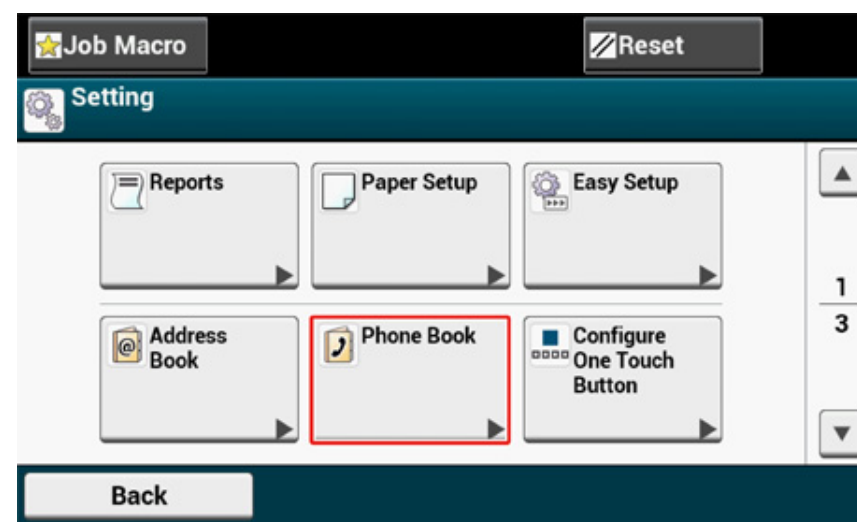 Job Macro
Reset
Setting
Reports
Paper Setup
Easy Setup
Address
Book
Phone Book
Configure
One Touch
Button
1
3
Back